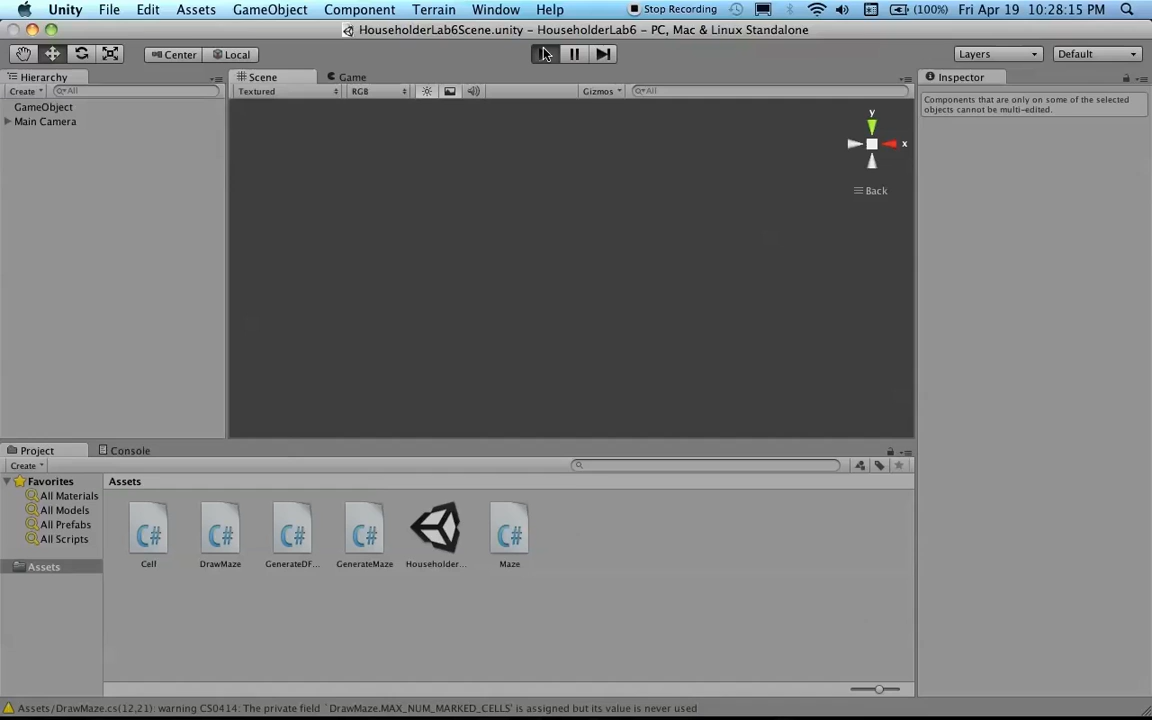 Unity File Edit Assets GameObject Component Terrain Window Help Stop Recording (100%) Fri Apr 19 10:28:15 PM
HouseholderLab6Scene.unity - HouseholderLab6 - PC, Mac & Linux Standalone
Center Local Layers Default
Hierarchy Scene Game Inspector
Create All Textured RGB Gizmos All
Components that are only on some of the selected
objects cannot be multi-edited.
GameObject
Main Camera
y
x
Back
Project Console
Create
Favorites Assets
All Materials
All Models
All Prefabs
All Scripts
C# C# C# C# C#
Cell DrawMaze GenerateDF... GenerateMaze Householder... Maze
Assets
Assets/DrawMaze.cs(12,21): warning CS0414: The private field `DrawMaze.MAX_NUM_MARKED_CELLS' is assigned but its value is never used